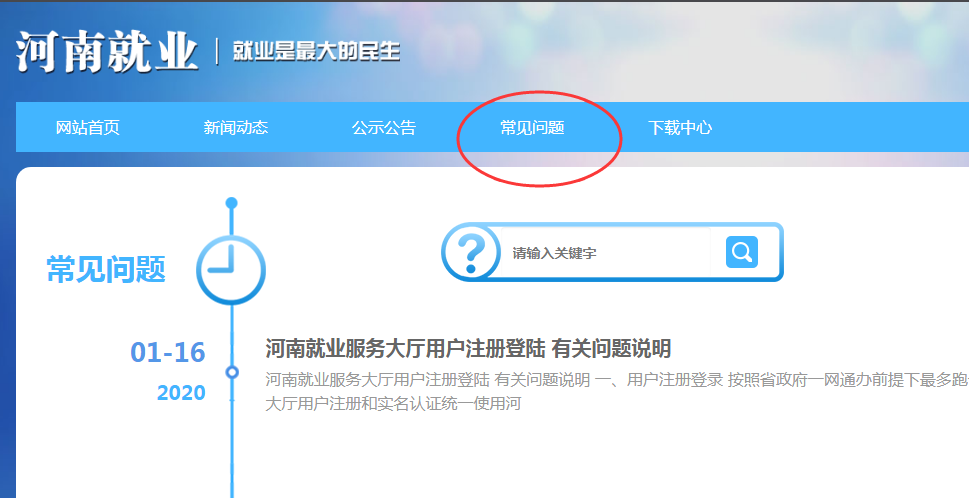 河南就业 就业是最大的民生
网站首页 新闻动态 公示公告 常见问题 下载中心
请输入关键字
常见问题
01-16
2020
河南就业服务大厅用户注册登陆 有关问题说明
河南就业服务大厅用户注册登陆 有关问题说明 一、用户注册登录 按照省政府一网通办前提下最多跑
大厅用户注册和实名认证统一使用河